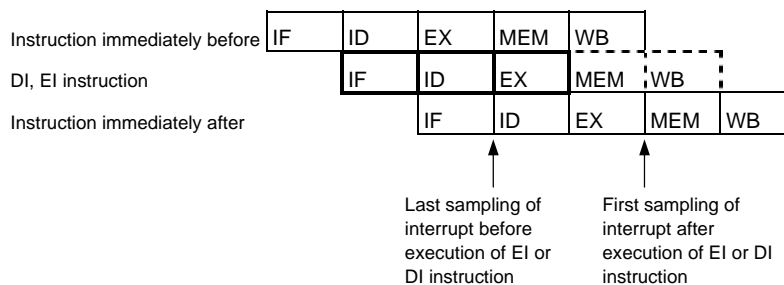 Instruction immediately before IF ID EX MEM WB
DI, EI instruction IF ID EX MEM WB
Instruction immediately after IF ID EX MEM WB
Last sampling of
interrupt before
execution of EI or
DI instruction
First sampling of
interrupt after
execution of EI or DI
instruction